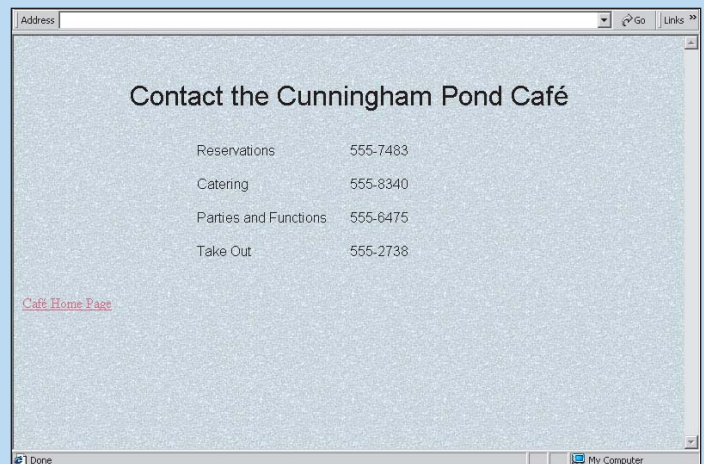 Address Go Links »
Contact the Cunningham Pond Café
Reservations 555-7483
Catering 555-8340
Parties and Functions 555-6475
Take Out 555-2738
Café Home Page
Done My Computer